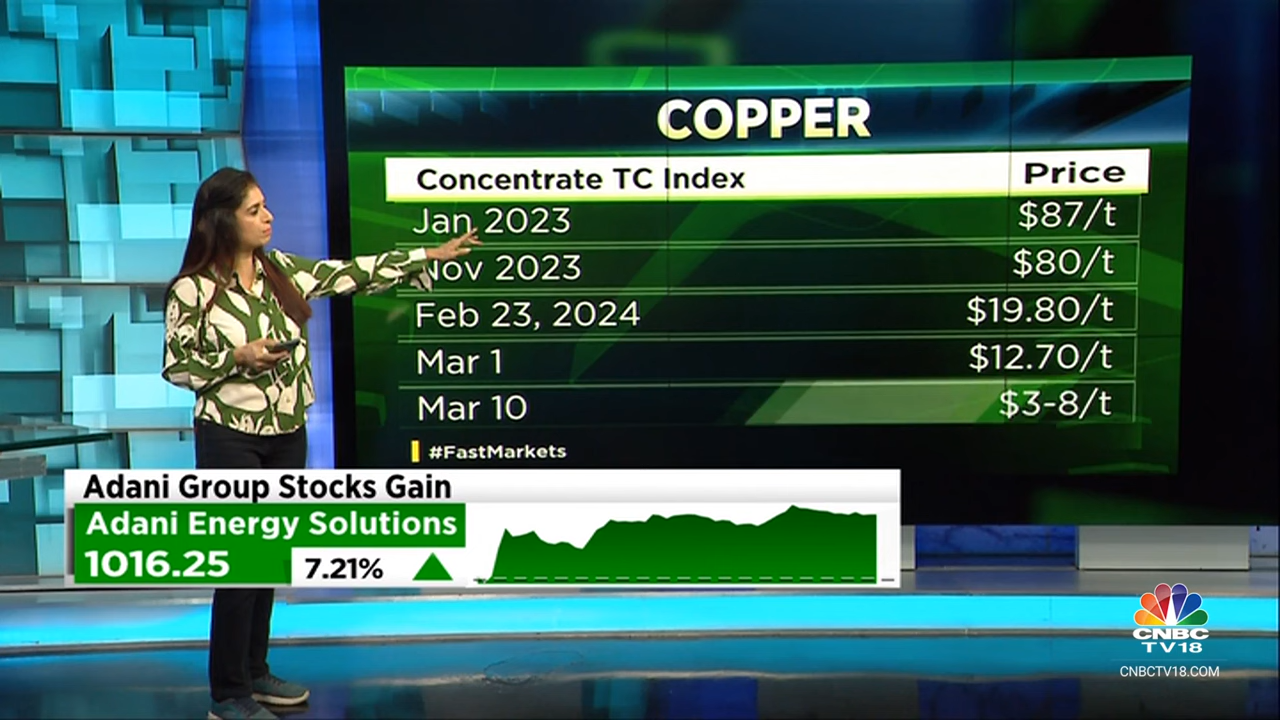 COPPER
Concentrate TC Index Price
Jan 2023 $87/t
Nov 2023 $80/t
Feb 23, 2024 $19.80/t
Mar 1 $12.70/t
Mar 10 $3-8/t
#FastMarkets
Adani Group Stocks Gain
Adani Energy Solutions
1016.25 7.21%
CNBC
TV18
CNBCTV18.COM